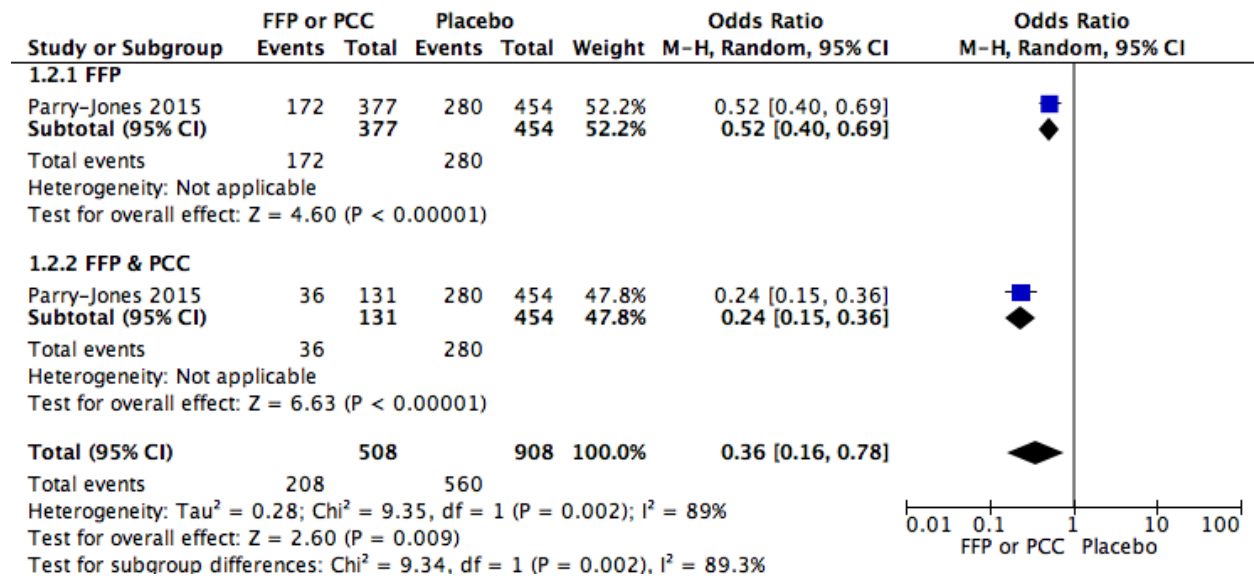 FFP or PCC Placebo Odds Ratio Odds Ratio
Study or Subgroup Events Total Events Total Weight M-H, Random, 95% CI M-H, Random, 95% CI
1.2.1 FFP
Parry-Jones 2015 172 377 280 454 52.2% 0.52 [0.40, 0.69]
Subtotal (95% CI) 377 454 52.2% 0.52 [0.40, 0.69]
Total events 172 280
Heterogeneity: Not applicable
Test for overall effect: Z = 4.60 (P < 0.00001)
1.2.2 FFP & PCC
Parry-Jones 2015 36 131 280 454 47.8% 0.24 [0.15, 0.36]
Subtotal (95% CI) 131 454 47.8% 0.24 [0.15, 0.36]
Total events 36 280
Heterogeneity: Not applicable
Test for overall effect: Z = 6.63 (P < 0.00001)
Total (95% CI) 508 908 100.0% 0.36 [0.16, 0.78]
Total events 208 560
Heterogeneity: Tau² = 0.28; Chi² = 9.35, df = 1 (P = 0.002); I² = 89%
Test for overall effect: Z = 2.60 (P = 0.009)
Test for subgroup differences: Chi² = 9.34, df = 1 (P = 0.002), I² = 89.3%
0.01 0.1 1 10 100
FFP or PCC Placebo